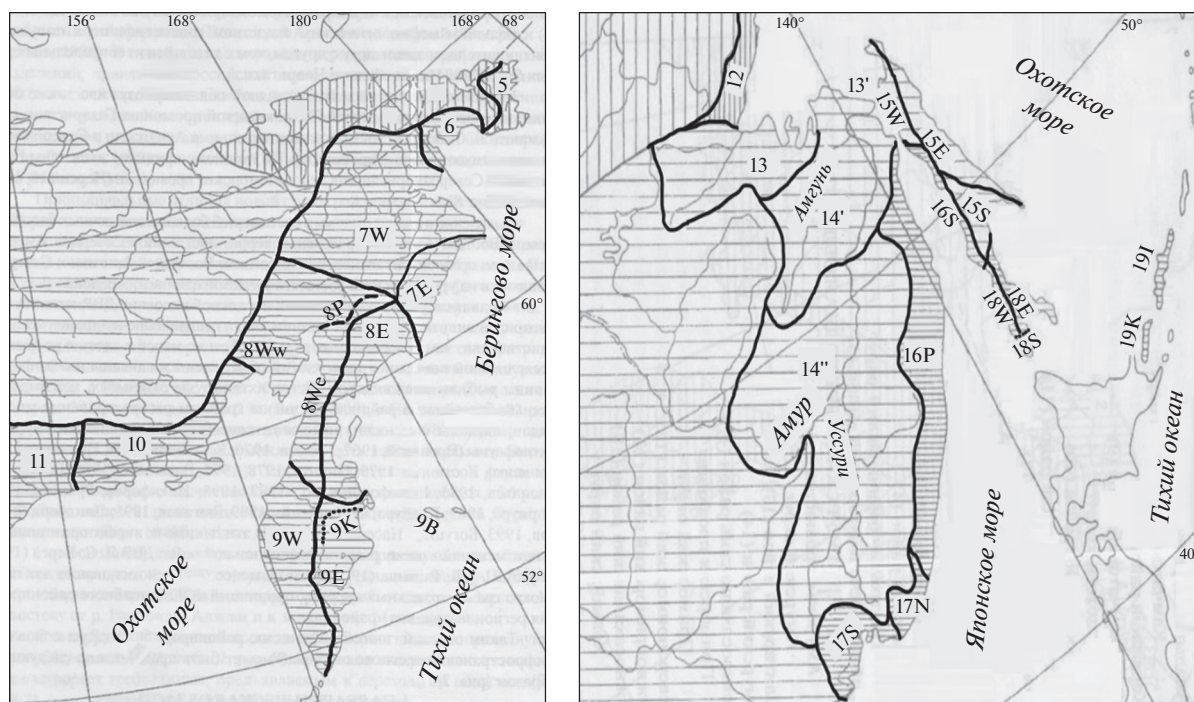 156°
168°
180°
168°
68°
5
6
7W
Берингово море
7E
60°
8P
8E
8Ww
8We
10
11
9K
9B
9W
9E
52°
Охотское
море
Тихий океан
140°
50°
12
13'
Охотское
море
15W
15E
13
Амгунь
14'
15S
16S
19I
18E
18W
18S
19K
16P
14"
Амур
Уссури
Японское море
Тихий океан
40°
17N
17S